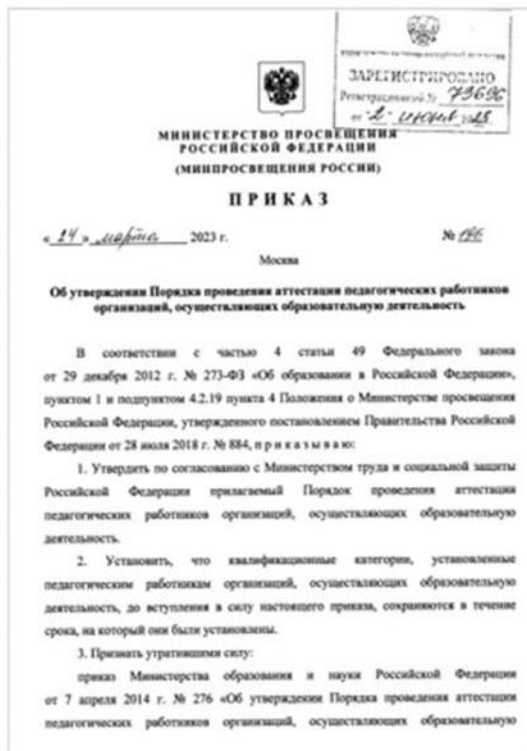 ЗАРЕГИСТРИРОВАНО
Регистрационный № 73696
от "2" июня 2023
МИНИСТЕРСТВО ПРОСВЕЩЕНИЯ
РОССИЙСКОЙ ФЕДЕРАЦИИ
(МИНПРОСВЕЩЕНИЯ РОССИИ)
ПРИКАЗ
« 24 » марта 2023 г. № 196
Москва
Об утверждении Порядка проведения аттестации педагогических работников
организаций, осуществляющих образовательную деятельность
В соответствии с частью 4 статьи 49 Федерального закона
от 29 декабря 2012 г. № 273-ФЗ «Об образовании в Российской Федерации»,
пунктом 1 и подпунктом 4.2.19 пункта 4 Положения о Министерстве просвещения
Российской Федерации, утвержденного постановлением Правительства Российской
Федерации от 28 июля 2018 г. № 884, приказываю:
1. Утвердить по согласованию с Министерством труда и социальной защиты
Российской Федерации прилагаемый Порядок проведения аттестации
педагогических работников организаций, осуществляющих образовательную
деятельность.
2. Установить, что квалификационные категории, установленные
педагогическим работникам организаций, осуществляющих образовательную
деятельность, до вступления в силу настоящего приказа, сохраняются в течение
срока, на который они были установлены.
3. Признать утратившими силу:
приказ Министерства образования и науки Российской Федерации
от 7 апреля 2014 г. № 276 «Об утверждении Порядка проведения аттестации
педагогических работников организаций, осуществляющих образовательную